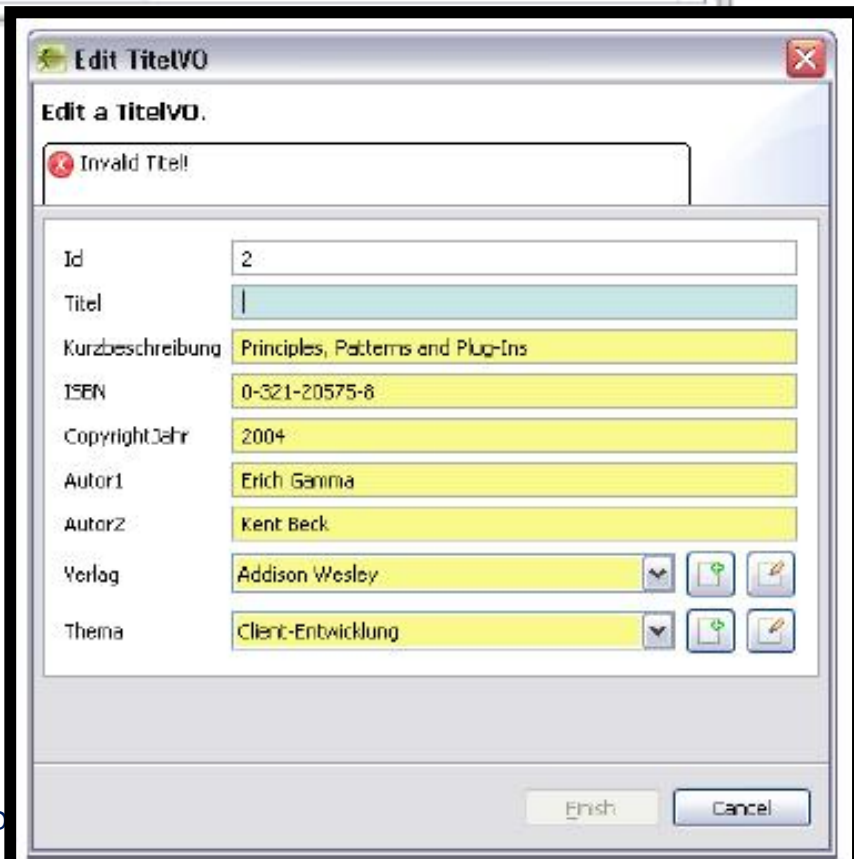 Edit TitelVO
Edit a TitelVO.
Invalid Titel!
Id 2
Titel
Kurzbeschreibung Principles, Patterns and Plug-Ins
ISBN 0-321-20575-8
CopyrightJahr 2004
Autor1 Erich Gamma
Autor2 Kent Beck
Verlag Addison Wesley
Thema Client-Entwicklung
Finish Cancel